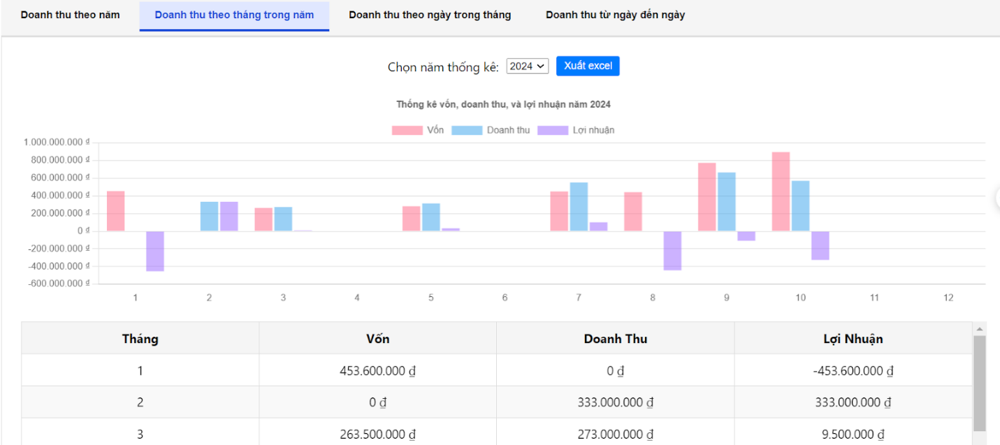 Doanh thu theo năm Doanh thu theo tháng trong năm Doanh thu theo ngày trong tháng Doanh thu từ ngày đến ngày
Chọn năm thống kê: 2024 Xuất excel
Thống kê vốn, doanh thu, và lợi nhuận năm 2024
Vốn Doanh thu Lợi nhuận
1.000.000.000 ₫
800.000.000 ₫
600.000.000 ₫
400.000.000 ₫
200.000.000 ₫
0 ₫
-200.000.000 ₫
-400.000.000 ₫
-600.000.000 ₫
1 2 3 4 5 6 7 8 9 10 11 12
Tháng Vốn Doanh Thu Lợi Nhuận
1 453.600.000 ₫ 0 ₫ -453.600.000 ₫
2 0 ₫ 333.000.000 ₫ 333.000.000 ₫
3 263.500.000 ₫ 273.000.000 ₫ 9.500.000 ₫